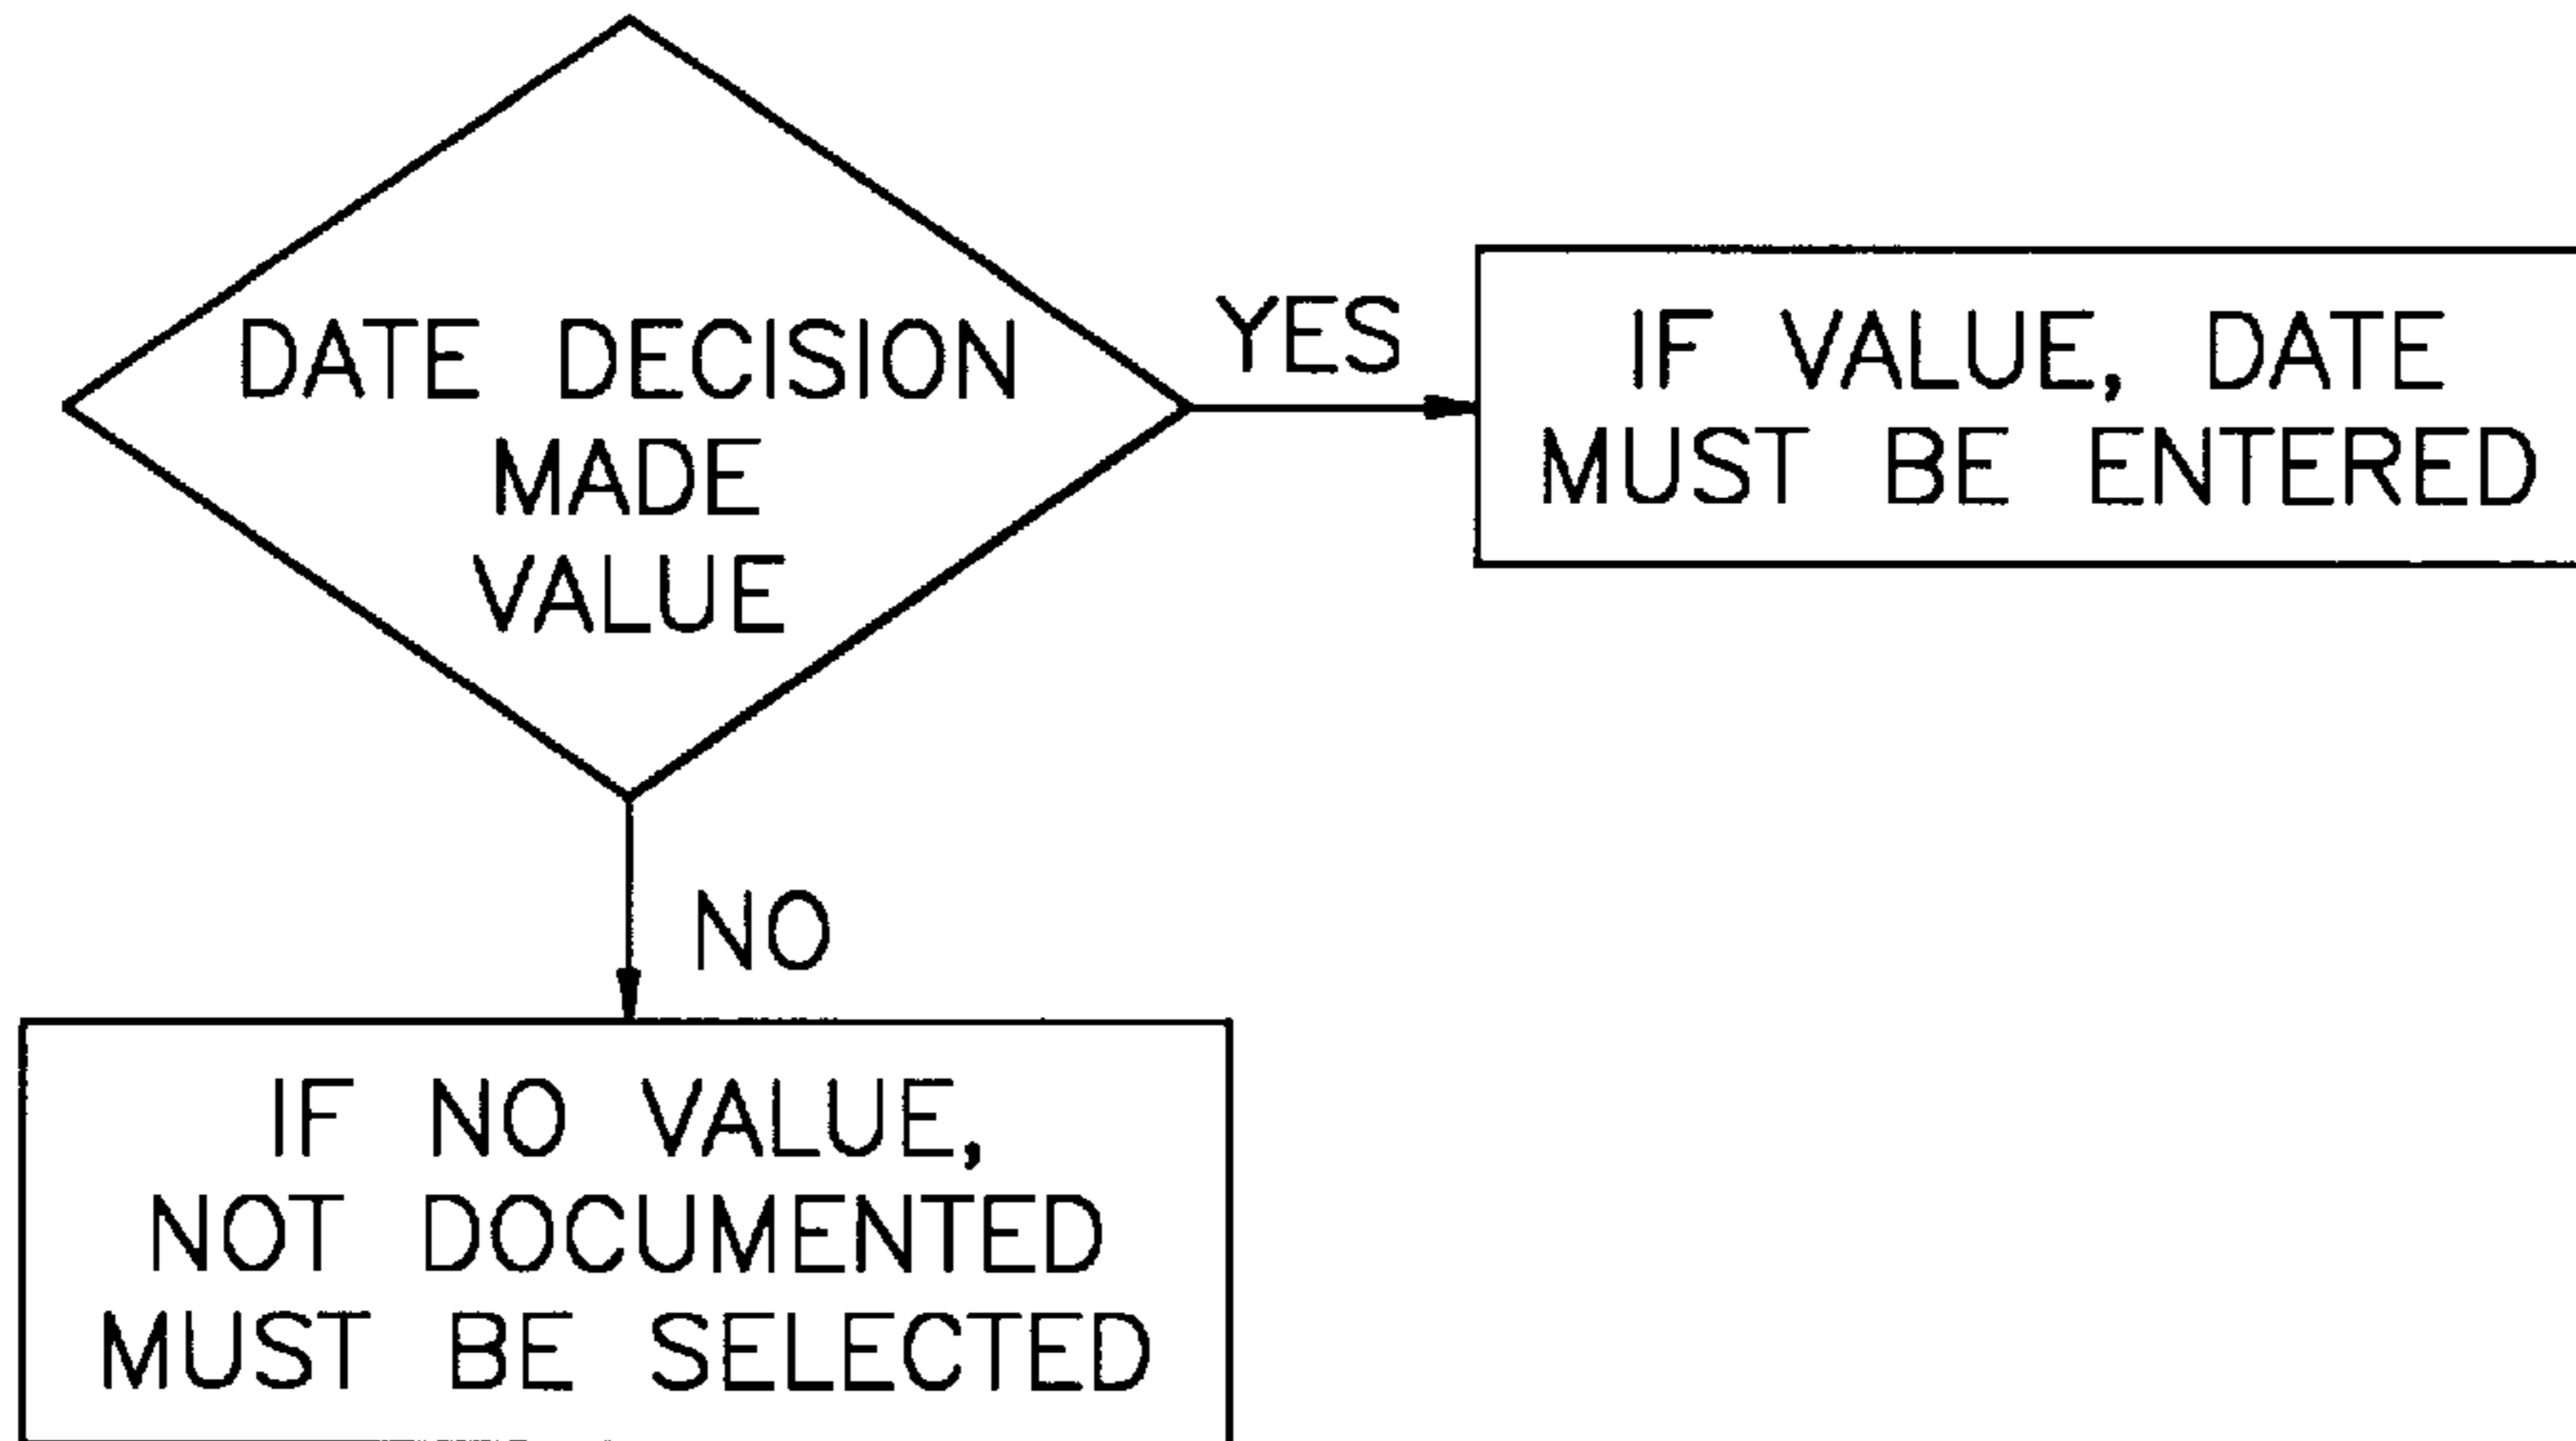 DATE DECISION
MADE
VALUE
YES
IF VALUE, DATE
MUST BE ENTERED
NO
IF NO VALUE,
NOT DOCUMENTED
MUST BE SELECTED